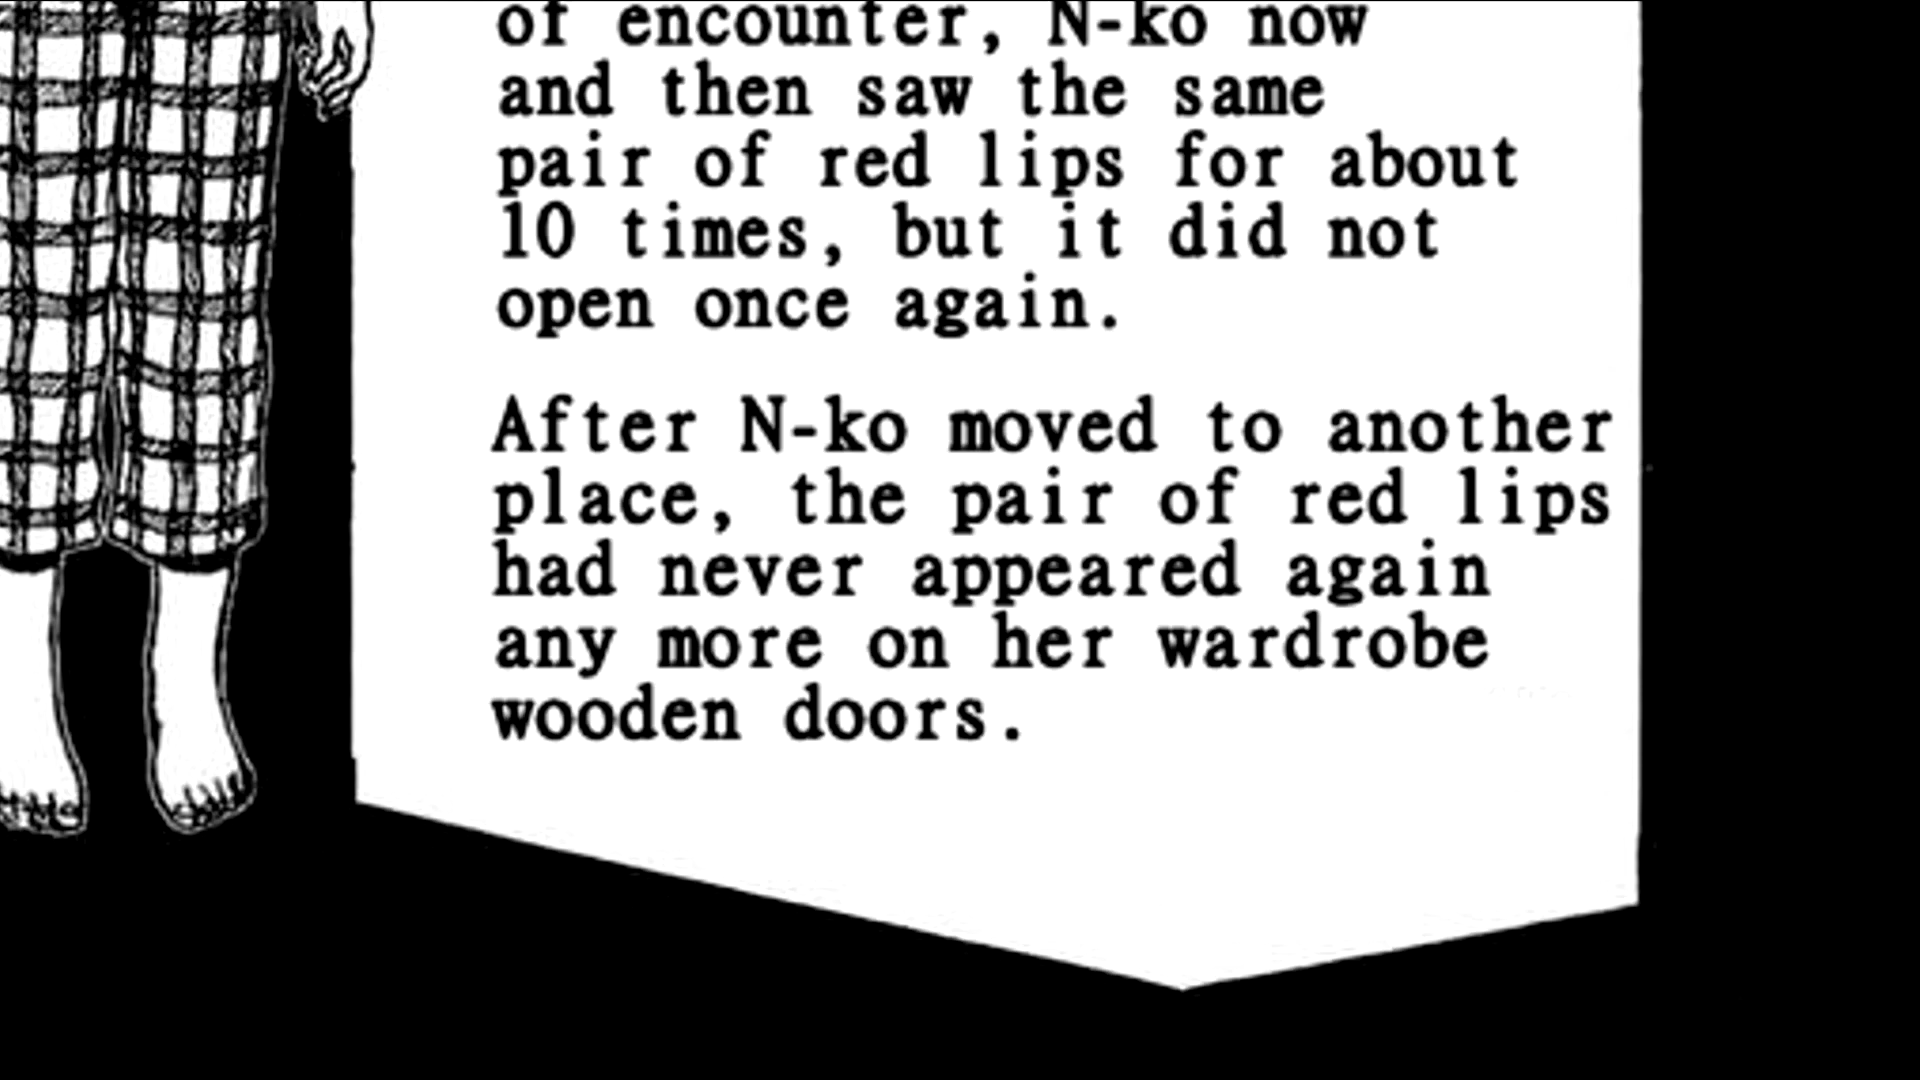 of encounter, N-ko now
and then saw the same
pair of red lips for about
10 times, but it did not
open once again.
After N-ko moved to another
place, the pair of red lips
had never appeared again
any more on her wardrobe
wooden doors.